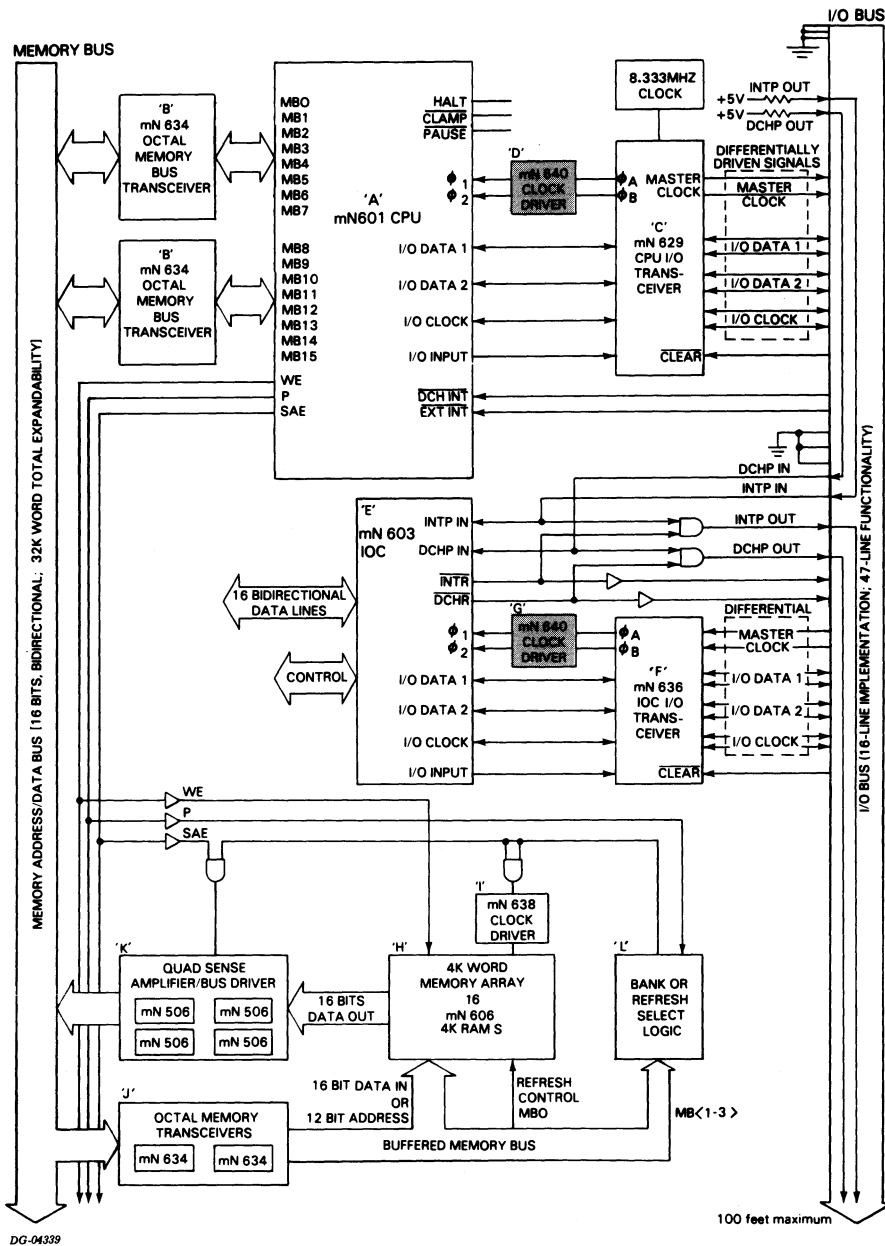 I/O BUS
MEMORY BUS
8.333MHZ
CLOCK
INTP OUT
+5V
+5V
DCHP OUT
'B'
mN 634
OCTAL
MEMORY
BUS
TRANSCEIVER
MB0
MB1
MB2
MB3
MB4
MB5
MB6
MB7
HALT
CLAMP
PAUSE
ϕ1
ϕ2
'A'
mN601 CPU
'D'
mN 640
CLOCK
DRIVER
ϕA
ϕB
MASTER
CLOCK
'C'
mN 629
CPU I/O
TRANS-
CEIVER
CLEAR
DIFFERENTIALLY
DRIVEN SIGNALS
MASTER
CLOCK
I/O DATA 1
I/O DATA 2
I/O CLOCK
'B'
mN 634
OCTAL
MEMORY
BUS
TRANSCEIVER
MB8
MB9
MB10
MB11
MB12
MB13
MB14
MB15
WE
P
SAE
I/O DATA 1
I/O DATA 2
I/O CLOCK
I/O INPUT
DCH INT
EXT INT
DCHP IN
INTP IN
INTP OUT
DCHP OUT
'E'
mN 603
IOC
INTP IN
DCHP IN
INTR
DCHR
ϕ1
ϕ2
I/O DATA 1
I/O DATA 2
I/O CLOCK
I/O INPUT
16 BIDIRECTIONAL
DATA LINES
CONTROL
'G'
mN 640
CLOCK
DRIVER
ϕA
ϕB
'F'
mN 636
IOC I/O
TRANS-
CEIVER
CLEAR
DIFFERENTIAL
MASTER
CLOCK
I/O DATA 1
I/O DATA 2
I/O CLOCK
MEMORY ADDRESS/DATA BUS [16 BITS, BIDIRECTIONAL; 32K WORD TOTAL EXPANDABILITY]
I/O BUS (16-LINE IMPLEMENTATION; 47-LINE FUNCTIONALITY)
WE
P
SAE
'I'
mN 638
CLOCK
DRIVER
'K'
QUAD SENSE
AMPLIFIER/BUS DRIVER
mN 506
mN 506
mN 506
mN 506
16 BITS
DATA OUT
'H'
4K WORD
MEMORY ARRAY
16
mN 606
4K RAM S
'L'
BANK OR
REFRESH
SELECT
LOGIC
16 BIT DATA IN
OR
12 BIT ADDRESS
REFRESH
CONTROL
MBO
MB<1-3>
'J'
OCTAL MEMORY
TRANSCEIVERS
mN 634
mN 634
BUFFERED MEMORY BUS
100 feet maximum
DG-04339